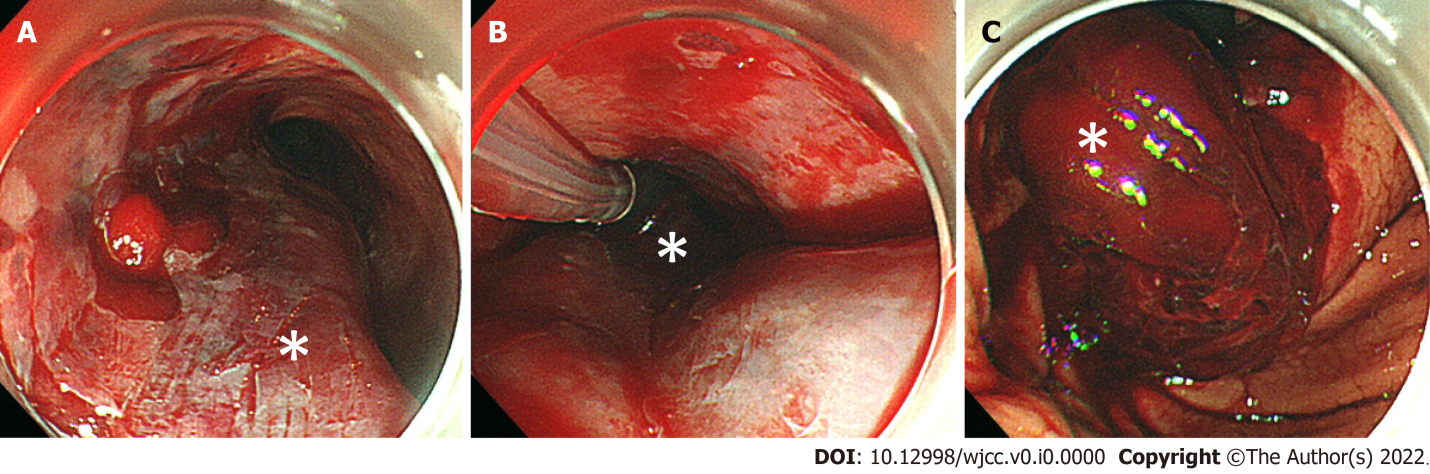 A B C
* * *
DOI: 10.12998/wjcc.v0.i0.0000 Copyright ©The Author(s) 2022.